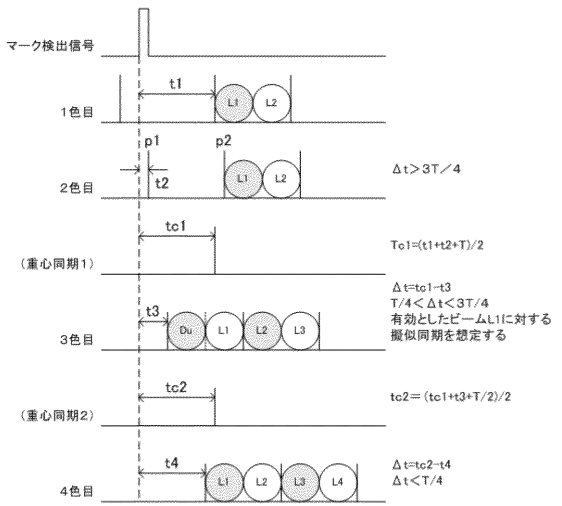 マーク検出信号
t1
1色目
L1 L2
p1 p2
t2
2色目
L1 L2
Δt＞3T／4
tc1
(重心同期1)
Tc1=(t1+t2+T)/2
Δt=tc1-t3
T/4＜Δt＜3T/4
有効としたビームL1に対する
擬似同期を想定する
t3
3色目
Du L1 L2 L3
tc2
(重心同期2)
tc2=(tc1+t3+T/2)/2
t4
4色目
L1 L2 L3 L4
Δt=tc2-t4
Δt＜T/4